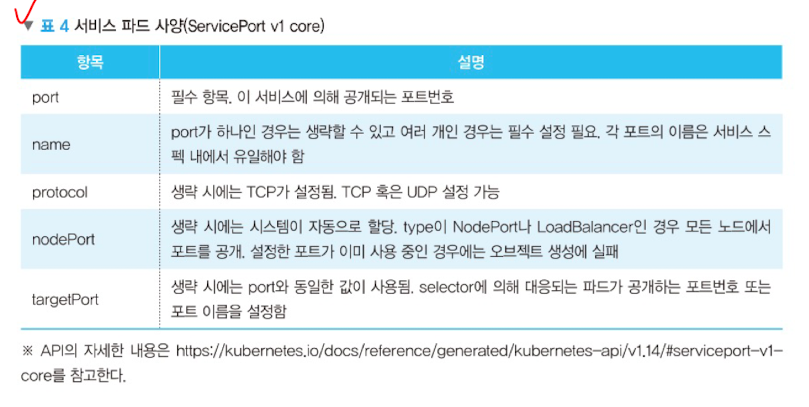 ▼ 표 4 서비스 파드 사양(ServicePort v1 core)
항목 설명
port 필수 항목. 이 서비스에 의해 공개되는 포트번호
name port가 하나인 경우는 생략할 수 있고 여러 개인 경우는 필수 설정 필요. 각 포트의 이름은 서비스 스
펙 내에서 유일해야 함
protocol 생략 시에는 TCP가 설정됨. TCP 혹은 UDP 설정 가능
nodePort 생략 시에는 시스템이 자동으로 할당. type이 NodePort나 LoadBalancer인 경우 모든 노드에서
포트를 공개. 설정한 포트가 이미 사용 중인 경우에는 오브젝트 생성에 실패
targetPort 생략 시에는 port와 동일한 값이 사용됨. selector에 의해 대응되는 파드가 공개하는 포트번호 또는
포트 이름을 설정함
※ API의 자세한 내용은 https://kubernetes.io/docs/reference/generated/kubernetes-api/v1.14/#serviceport-v1-
core를 참고한다.